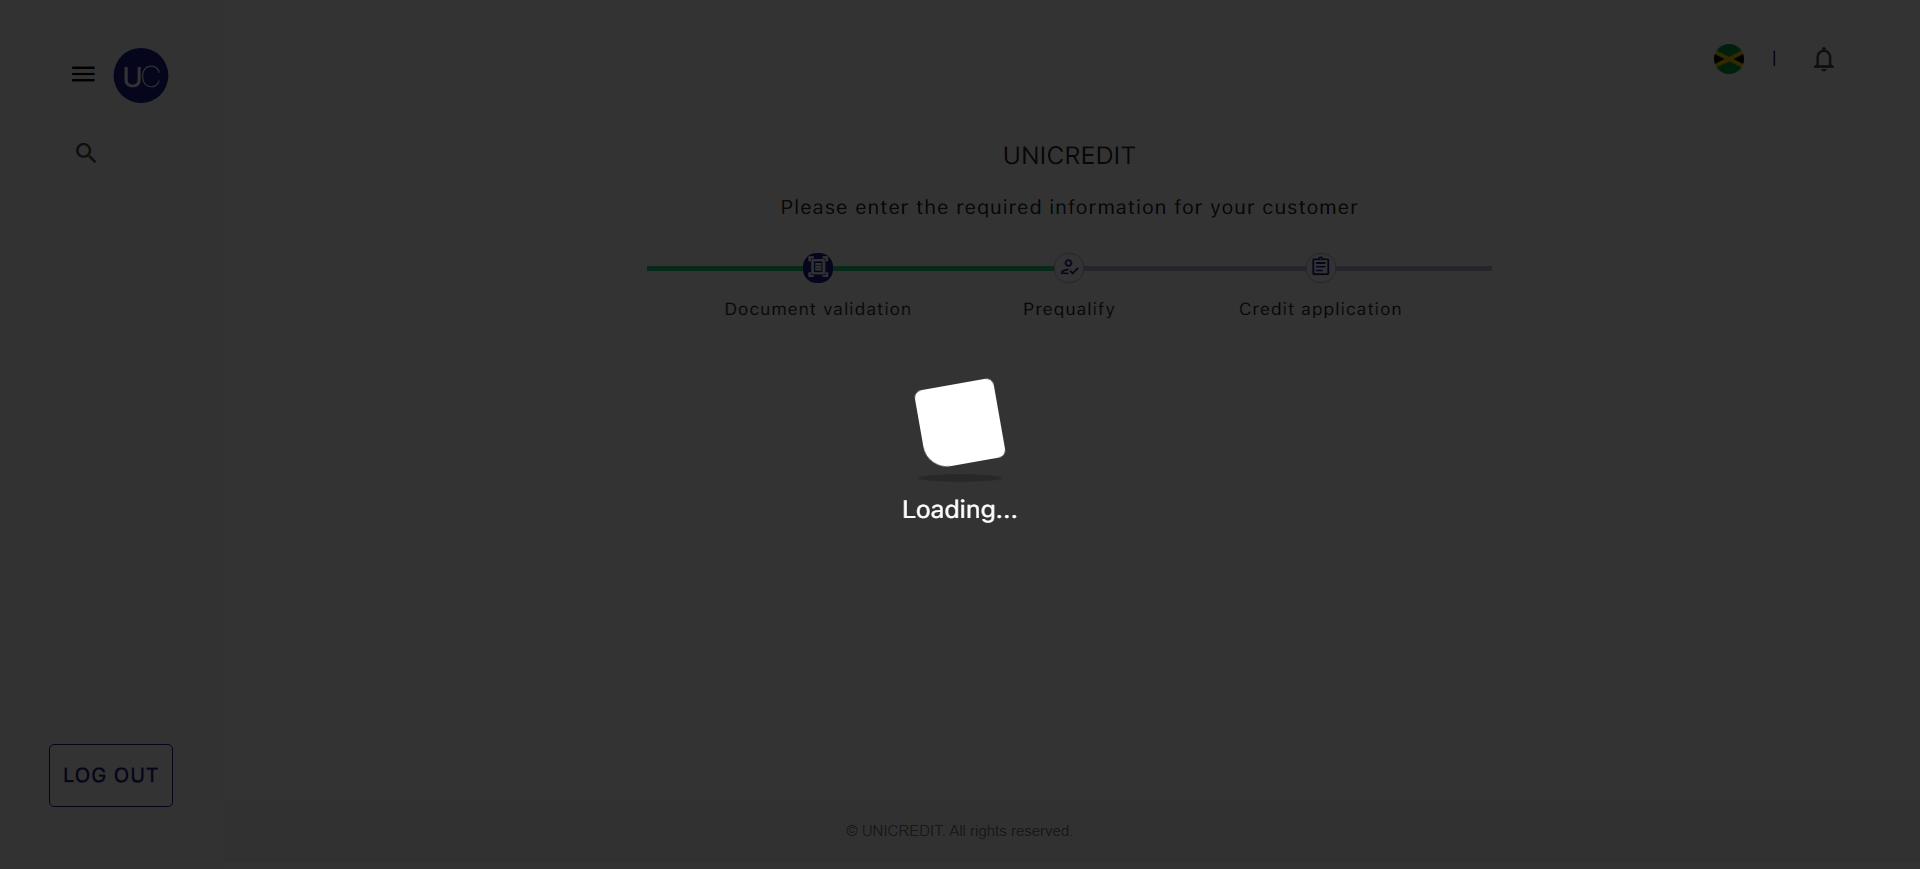 UC
UNICREDIT
Please enter the required information for your customer
Document validation
Prequalify
Credit application
Loading...
LOG OUT
© UNICREDIT. All rights reserved.